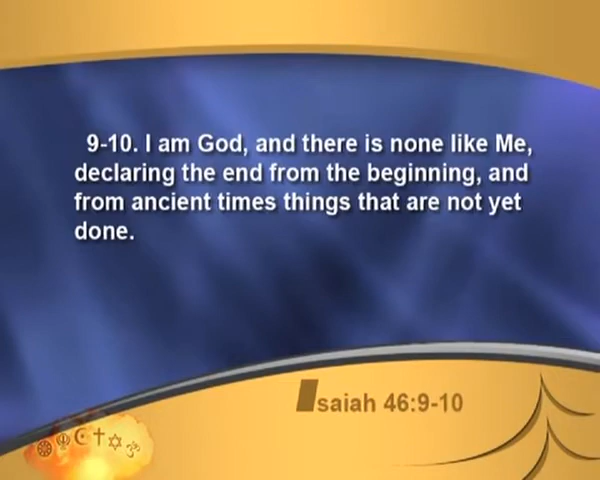 9-10. I am God, and there is none like Me,
declaring the end from the beginning, and
from ancient times things that are not yet
done.
Isaiah 46:9-10